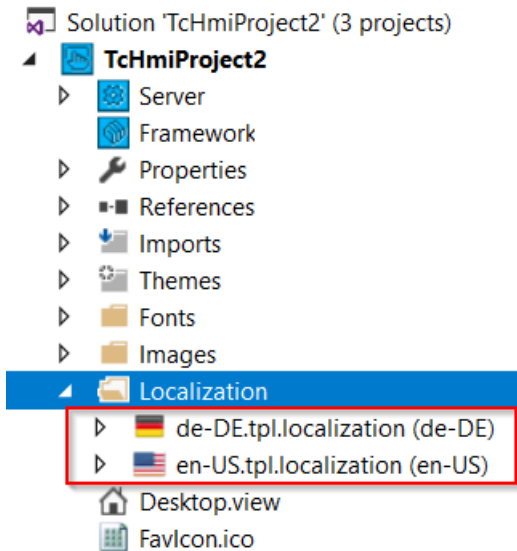 Solution 'TcHmiProject2' (3 projects)
TcHmiProject2
Server
Framework
Properties
References
Imports
Themes
Fonts
Images
Localization
de-DE.tpl.localization (de-DE)
en-US.tpl.localization (en-US)
Desktop.view
FavIcon.ico